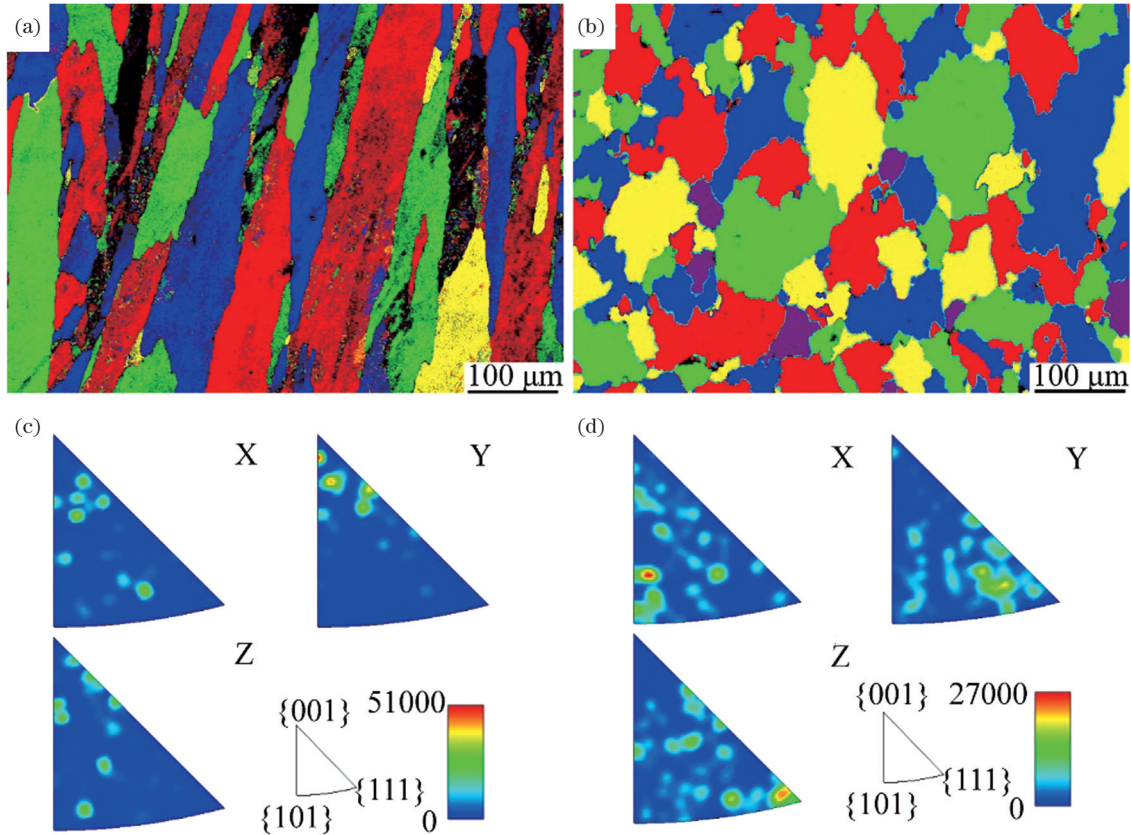 (a)
(b)
100 μm
100 μm
(c)
(d)
X
Y
X
Y
Z
Z
{001}
51000
{001}
27000
{111}
{111}
{101}
0
{101}
0